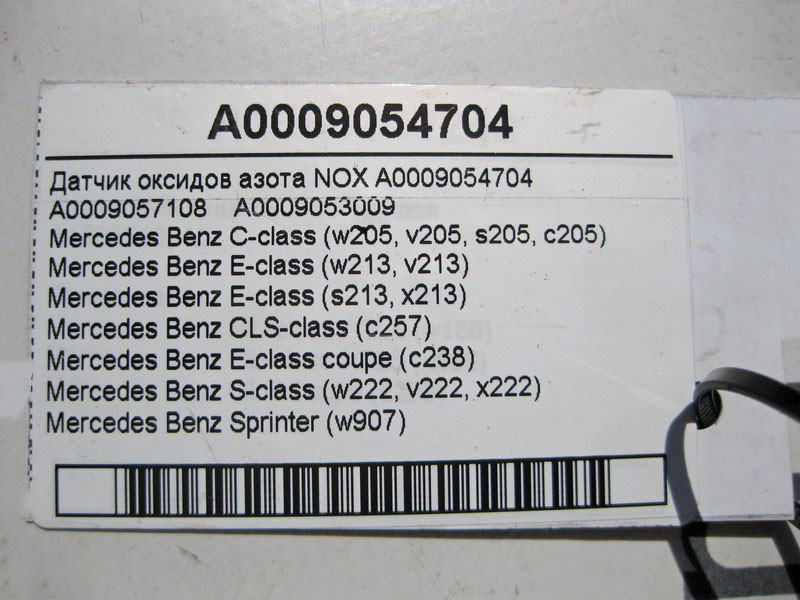 A0009054704
Датчик оксидов азота NOX A0009054704
A0009057108 A0009053009
Mercedes Benz C-class (w205, v205, s205, c205)
Mercedes Benz E-class (w213, v213)
Mercedes Benz E-class (s213, x213)
Mercedes Benz CLS-class (c257)
Mercedes Benz E-class coupe (c238)
Mercedes Benz S-class (w222, v222, x222)
Mercedes Benz Sprinter (w907)